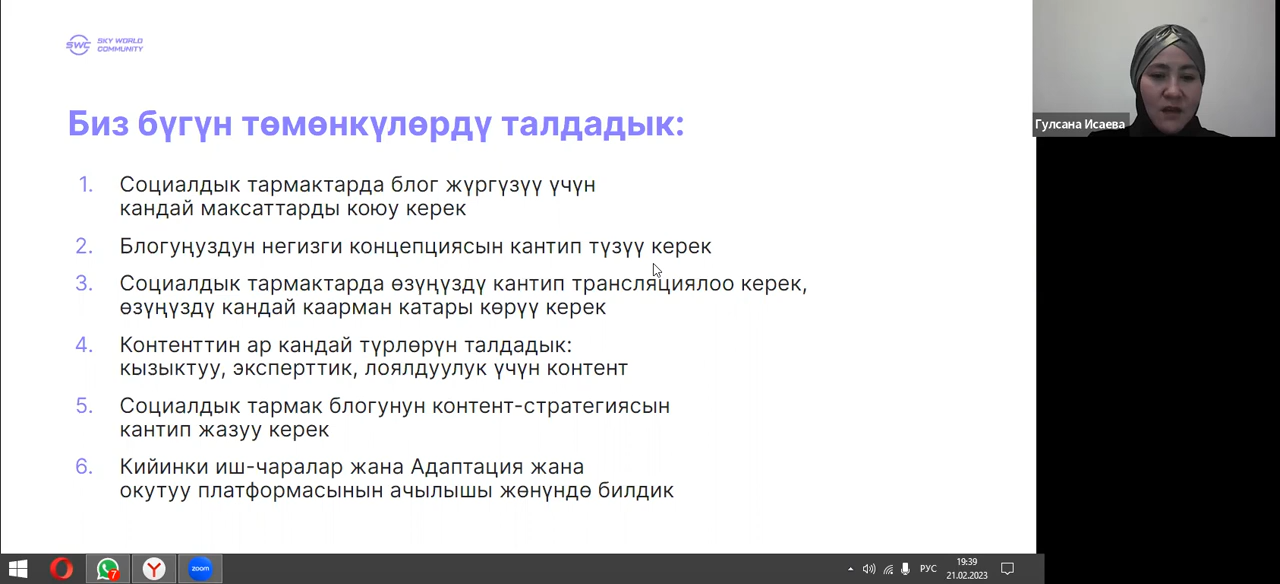 SWC SKY WORLD
COMMUNITY
Гулсана Исаева
Биз бүгүн төмөнкүлөрдү талдадык:
1. Социалдык тармактарда блог жүргүзүү үчүн
кандай максаттарды коюу керек
2. Блогуңуздун негизги концепциясын кантип түзүү керек
3. Социалдык тармактарда өзүңүздү кантип трансляциялоо керек,
өзүңүздү кандай каарман катары көрүү керек
4. Контенттин ар кандай түрлөрүн талдадык:
кызыктуу, эксперттик, лоялдуулук үчүн контент
5. Социалдык тармак блогунун контент-стратегиясын
кантип жазуу керек
6. Кийинки иш-чаралар жана Адаптация жана
окутуу платформасынын ачылышы жөнүндө билдик
7
zoom
РУС
19:39
21.02.2023